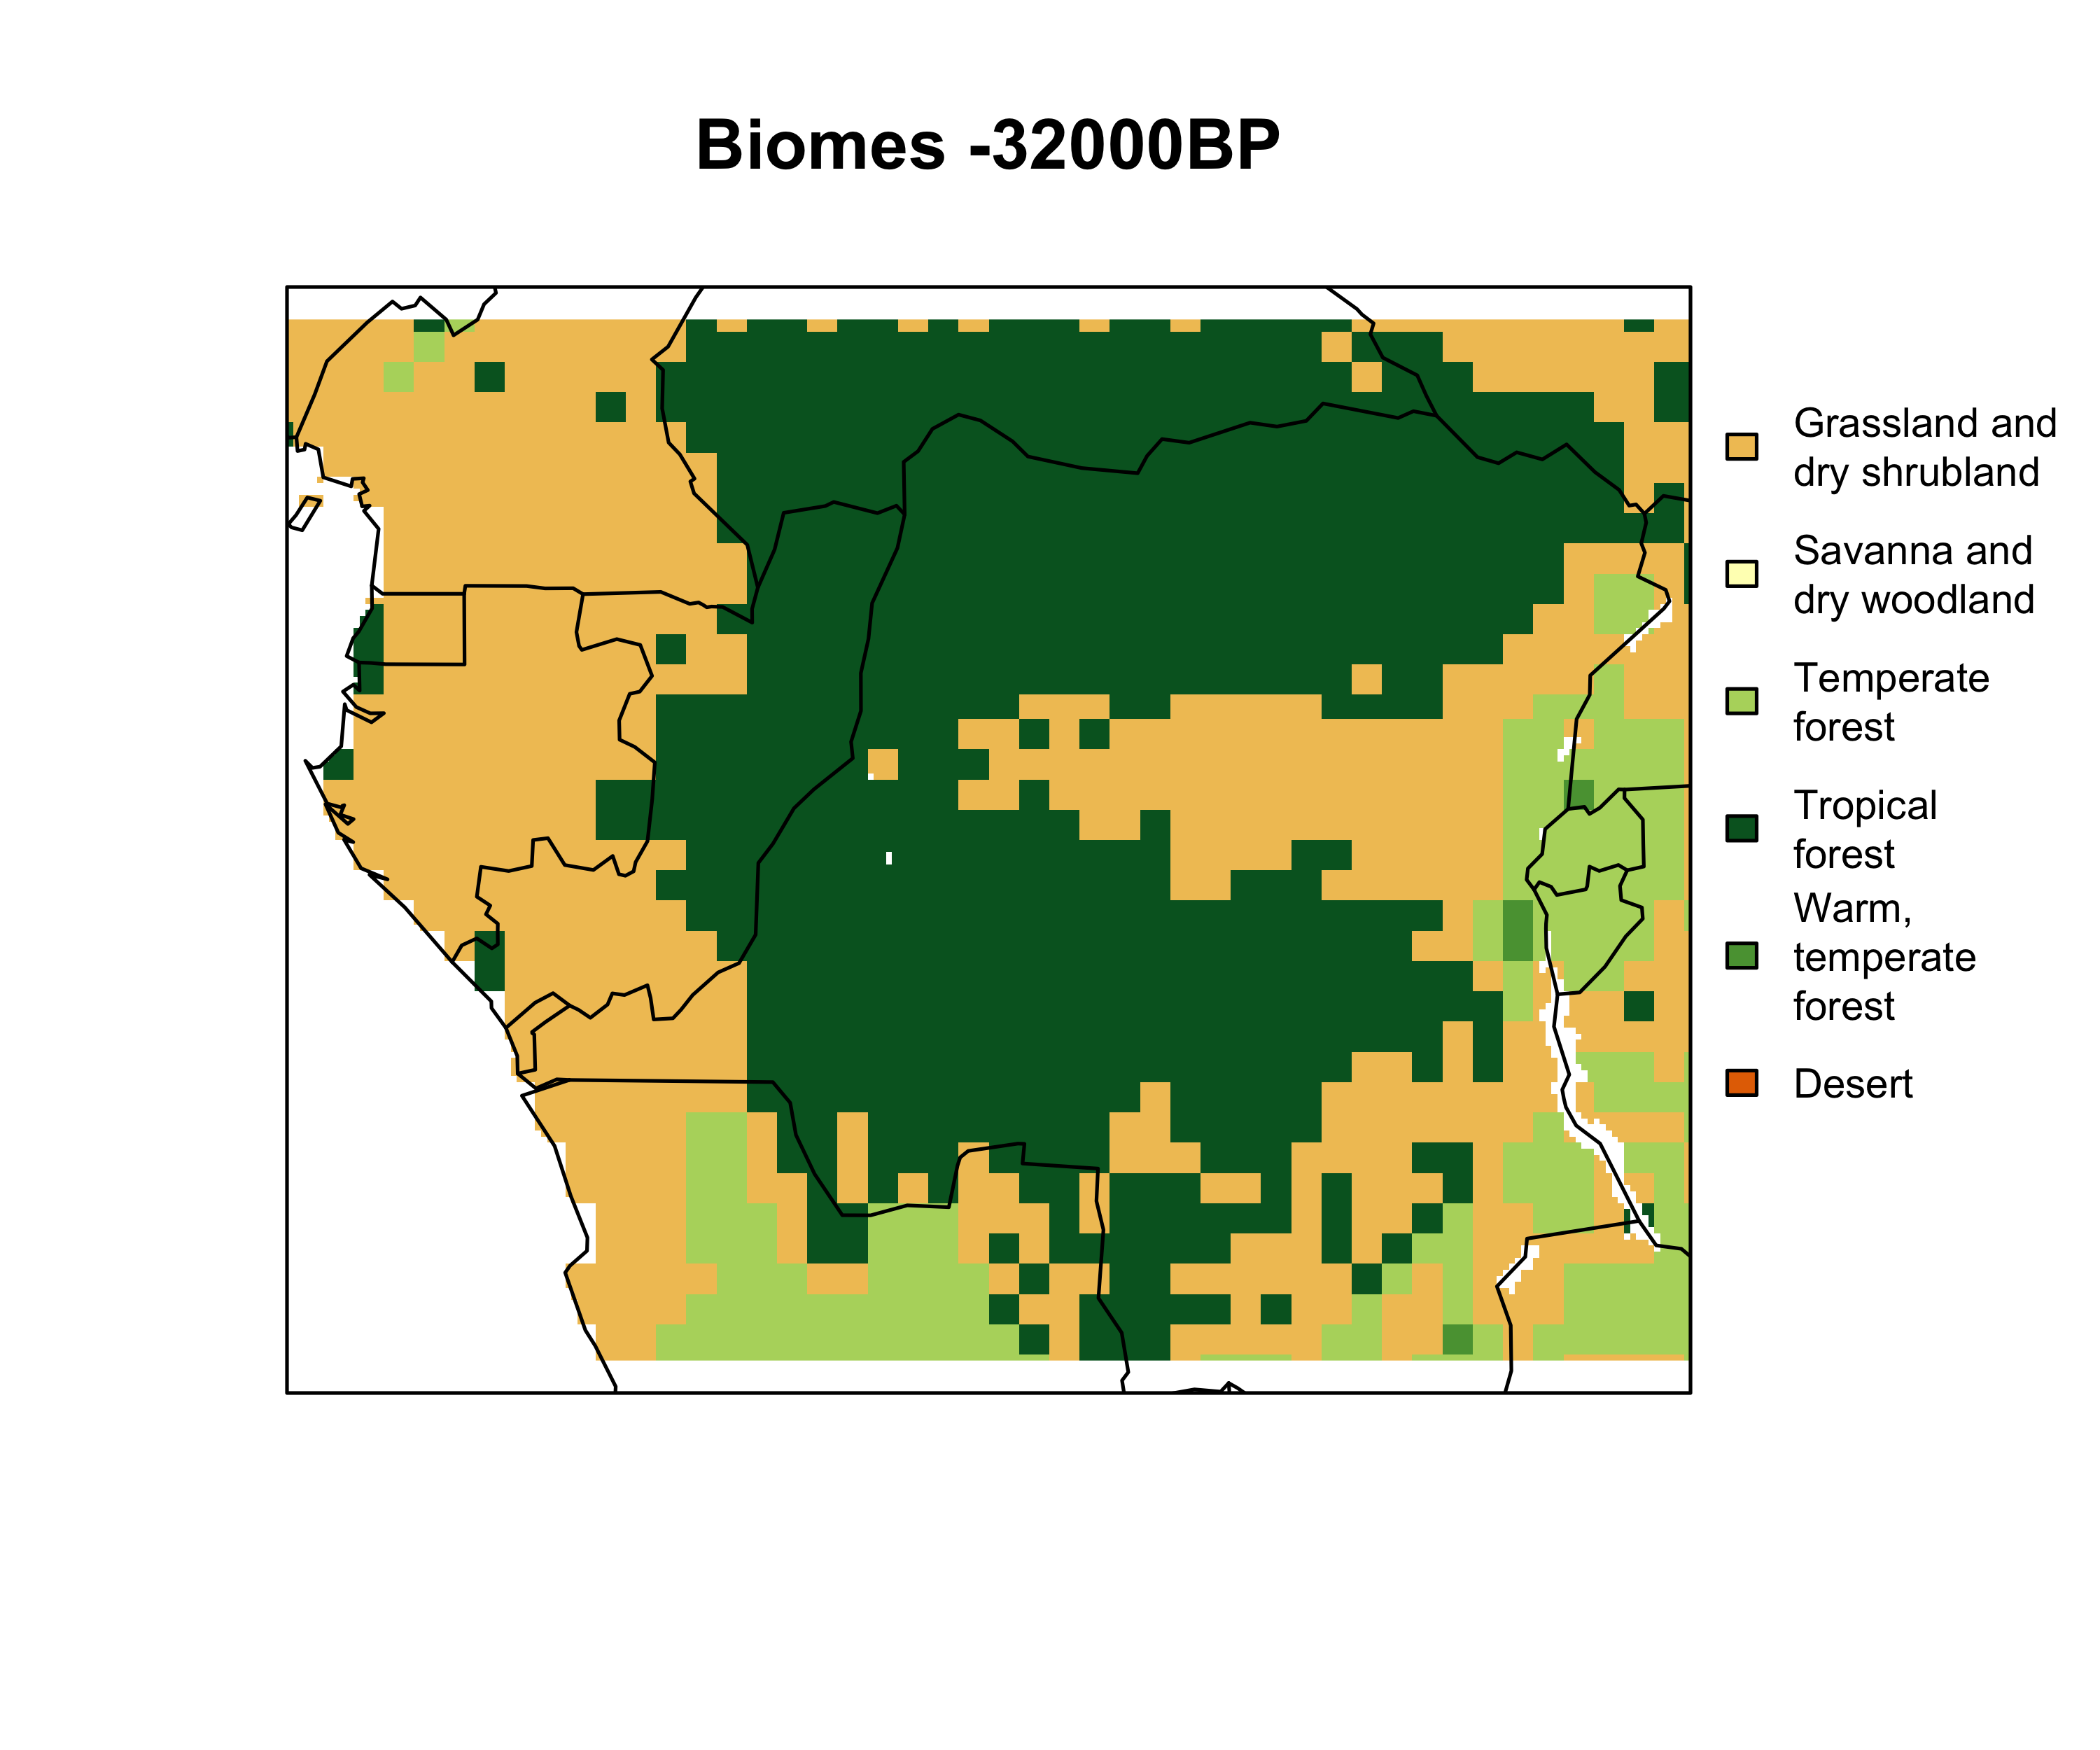 Biomes -32000BP
Grassland and
dry shrubland
Savanna and
dry woodland
Temperate
forest
Tropical
forest
Warm,
temperate
forest
Desert